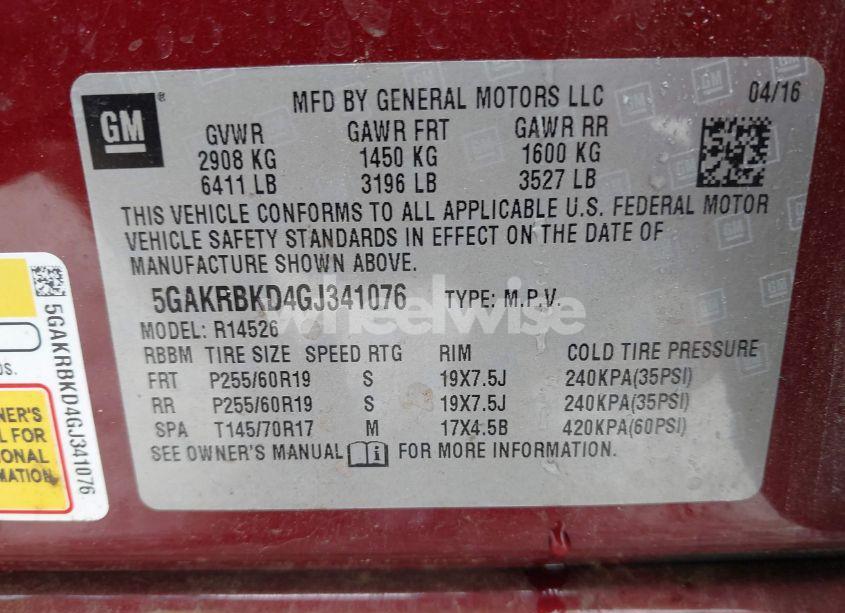 GM
®
MFD BY GENERAL MOTORS LLC
04/16
GVWR GAWR FRT GAWR RR
2908 KG 1450 KG 1600 KG
6411 LB 3196 LB 3527 LB
THIS VEHICLE CONFORMS TO ALL APPLICABLE U.S. FEDERAL MOTOR
VEHICLE SAFETY STANDARDS IN EFFECT ON THE DATE OF
MANUFACTURE SHOWN ABOVE.
5GAKRBKD4GJ341076 TYPE: M.P.V.
wheelwise
MODEL: R14526
RBBM TIRE SIZE SPEED RTG RIM COLD TIRE PRESSURE
FRT P255/60R19 S 19X7.5J 240KPA(35PSI)
RR P255/60R19 S 19X7.5J 240KPA(35PSI)
SPA T145/70R17 M 17X4.5B 420KPA(60PSI)
SEE OWNER'S MANUAL FOR MORE INFORMATION.
5GAKRBKD4GJ341076